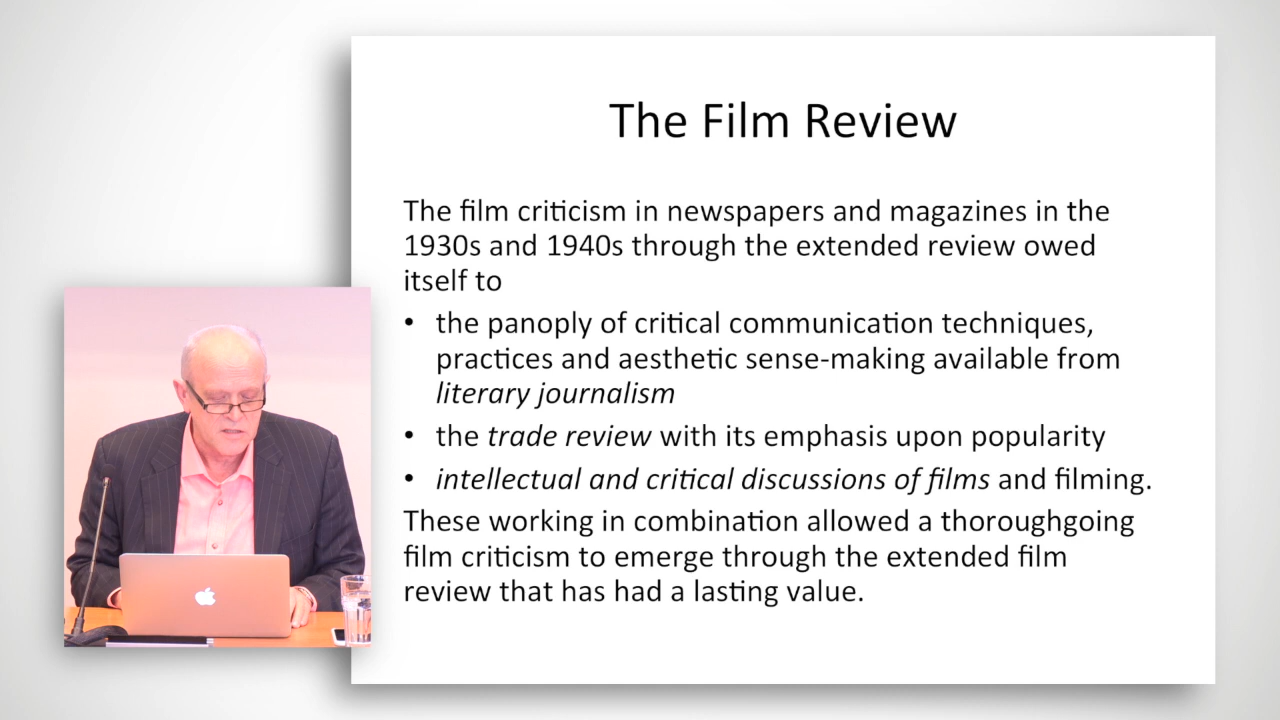 The Film Review
The film criticism in newspapers and magazines in the
1930s and 1940s through the extended review owed
itself to
• the panoply of critical communication techniques,
practices and aesthetic sense-making available from
literary journalism
• the trade review with its emphasis upon popularity
• intellectual and critical discussions of films and filming.
These working in combination allowed a thoroughgoing
film criticism to emerge through the extended film
review that has had a lasting value.